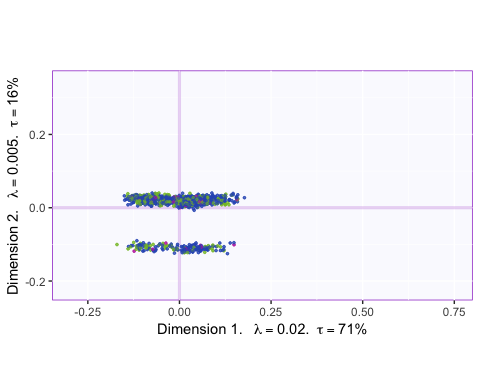 Dimension 2.  λ = 0.005.  τ = 16%
0.2
0.0
-0.2
-0.25 0.00 0.25 0.50 0.75
Dimension 1.  λ = 0.02.  τ = 71%